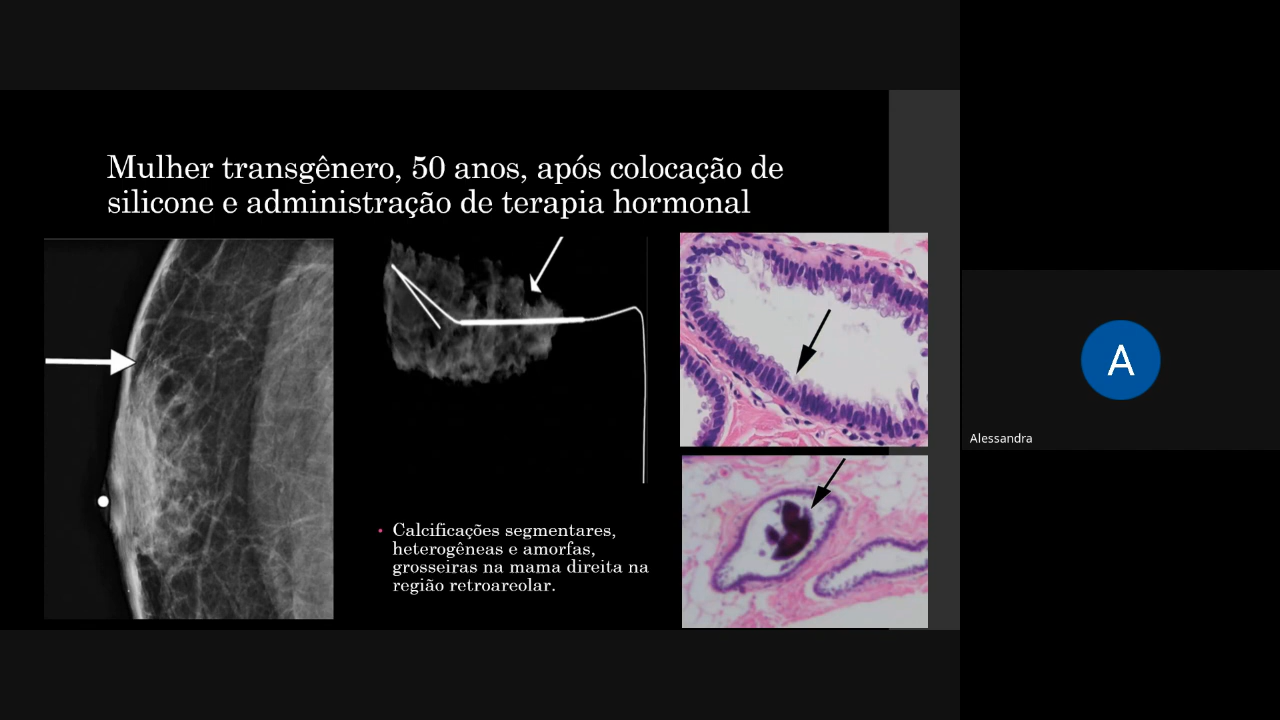 Mulher transgênero, 50 anos, após colocação de
silicone e administração de terapia hormonal
• Calcificações segmentares,
heterogêneas e amorfas,
grosseiras na mama direita na
região retroareolar.
A
Alessandra